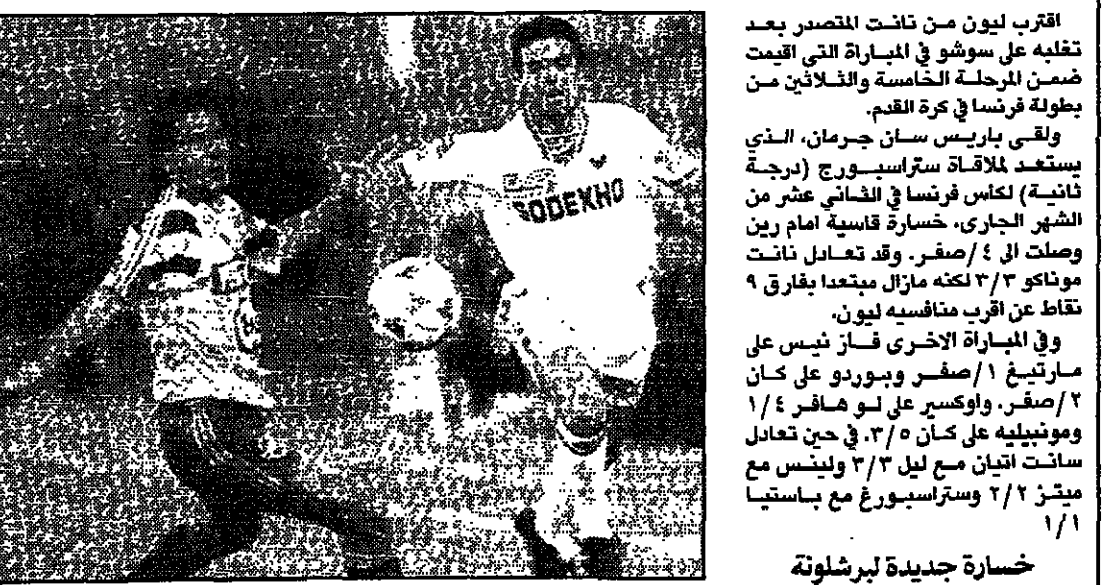 اقترب ليون من نانت المتصدر بعد
تغلبه على سوشو في المباراة التى اقيمت
ضمن المرحلة الخامسة والثلاثين من
بطولة فرنسا في كرة القدم.
ولقى باريس سان جرمان، الذي
يستعد لملاقاة ستراسبورج (درجة
ثانية) لكأس فرنسا في الثاني عشر من
الشهر الجارى، خسارة قاسية امام رين
وصلت الى ٤/صفر. وقد تعادل نانت
موناكو ٣/٣ لكنه مازال مبتعدا بفارق ٩
نقاط عن اقرب منافسيه ليون.
وفي المباراة الاخرى فاز نيس على
مارتيغ ١/صفر وبوردو على كان
٢/صفر. واوكسير على لو هافر ٤/١
ومونبيليه على كان ٣/٥. في حين تعادل
سانت اتيان مع ليل ٣/٣ ولينس مع
ميتز ٢/٢ وستراسبورغ مع باستيا
١/١
خسارة جديدة لبرشلونة
SODEXHO